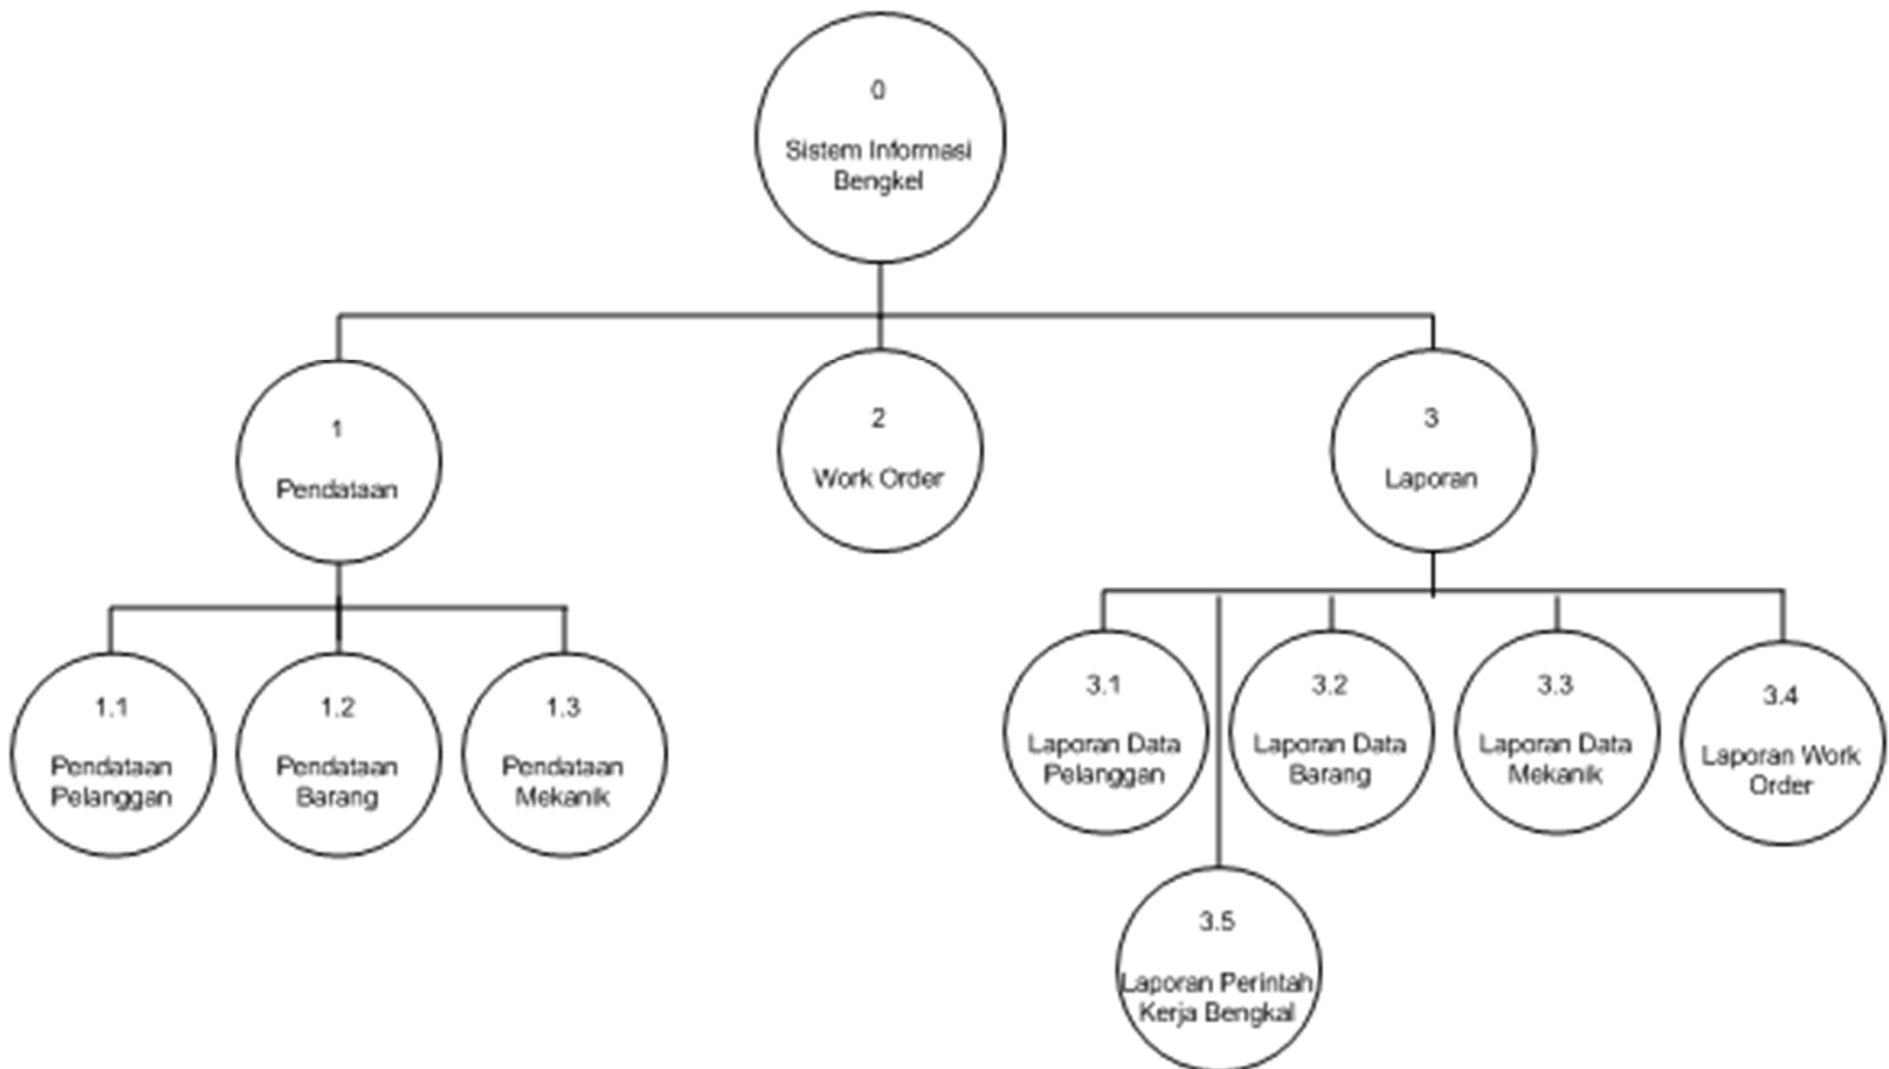 0
Sistem Informasi
Bengkel
1
Pendataan
2
Work Order
3
Laporan
1.1
Pendataan
Pelanggan
1.2
Pendataan
Barang
1.3
Pendataan
Mekanik
3.1
Laporan Data
Pelanggan
3.2
Laporan Data
Barang
3.3
Laporan Data
Mekanik
3.4
Laporan Work
Order
3.5
Laporan Perintah
Kerja Bengkal